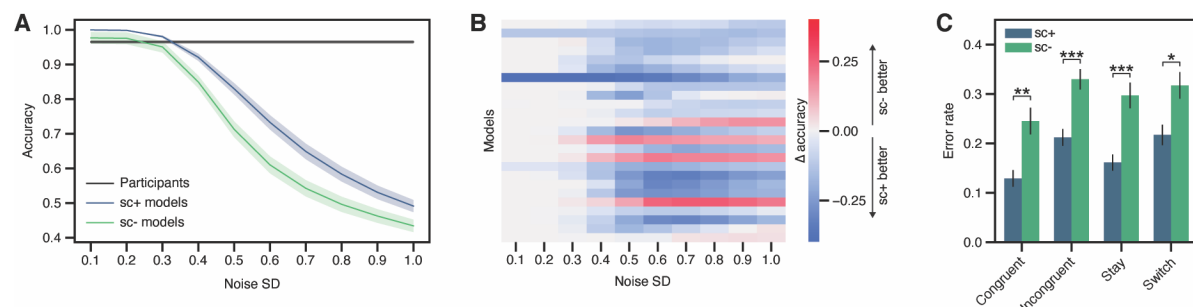 A
1.0
0.9
0.8
0.7
0.6
0.5
0.4
Accuracy
Participants
sc+ models
sc- models
0.1 0.2 0.3 0.4 0.5 0.6 0.7 0.8 0.9 1.0
Noise SD
B
Models
0.1 0.2 0.3 0.4 0.5 0.6 0.7 0.8 0.9 1.0
Noise SD
0.25
0.00
−0.25
Δ accuracy
sc- better
sc+ better
C
sc+
sc-
0.4
0.3
0.2
0.1
0.0
Error rate
**
***
***
*
Congruent
Incongruent
Stay
Switch